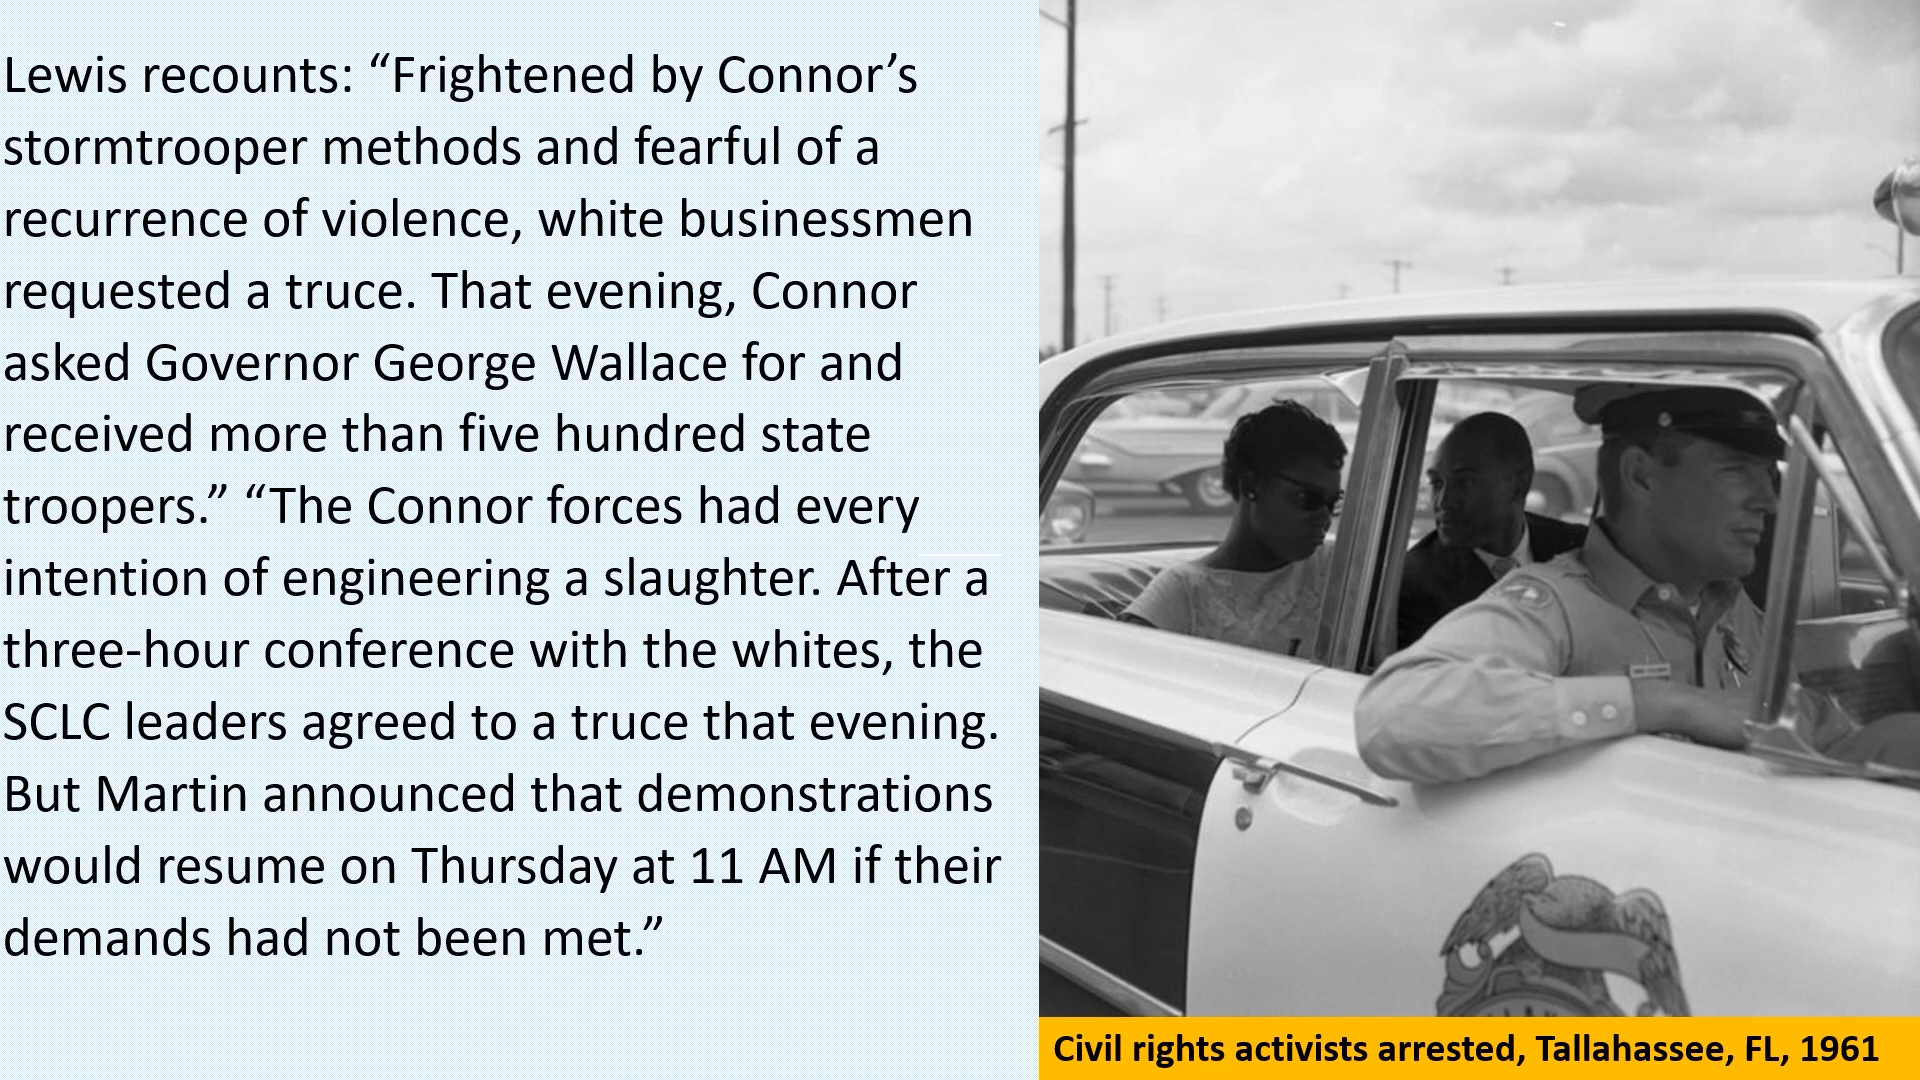 Lewis recounts: “Frightened by Connor’s
stormtrooper methods and fearful of a
recurrence of violence, white businessmen
requested a truce. That evening, Connor
asked Governor George Wallace for and
received more than five hundred state
troopers.” “The Connor forces had every
intention of engineering a slaughter. After a
three-hour conference with the whites, the
SCLC leaders agreed to a truce that evening.
But Martin announced that demonstrations
would resume on Thursday at 11 AM if their
demands had not been met.”
Civil rights activists arrested, Tallahassee, FL, 1961